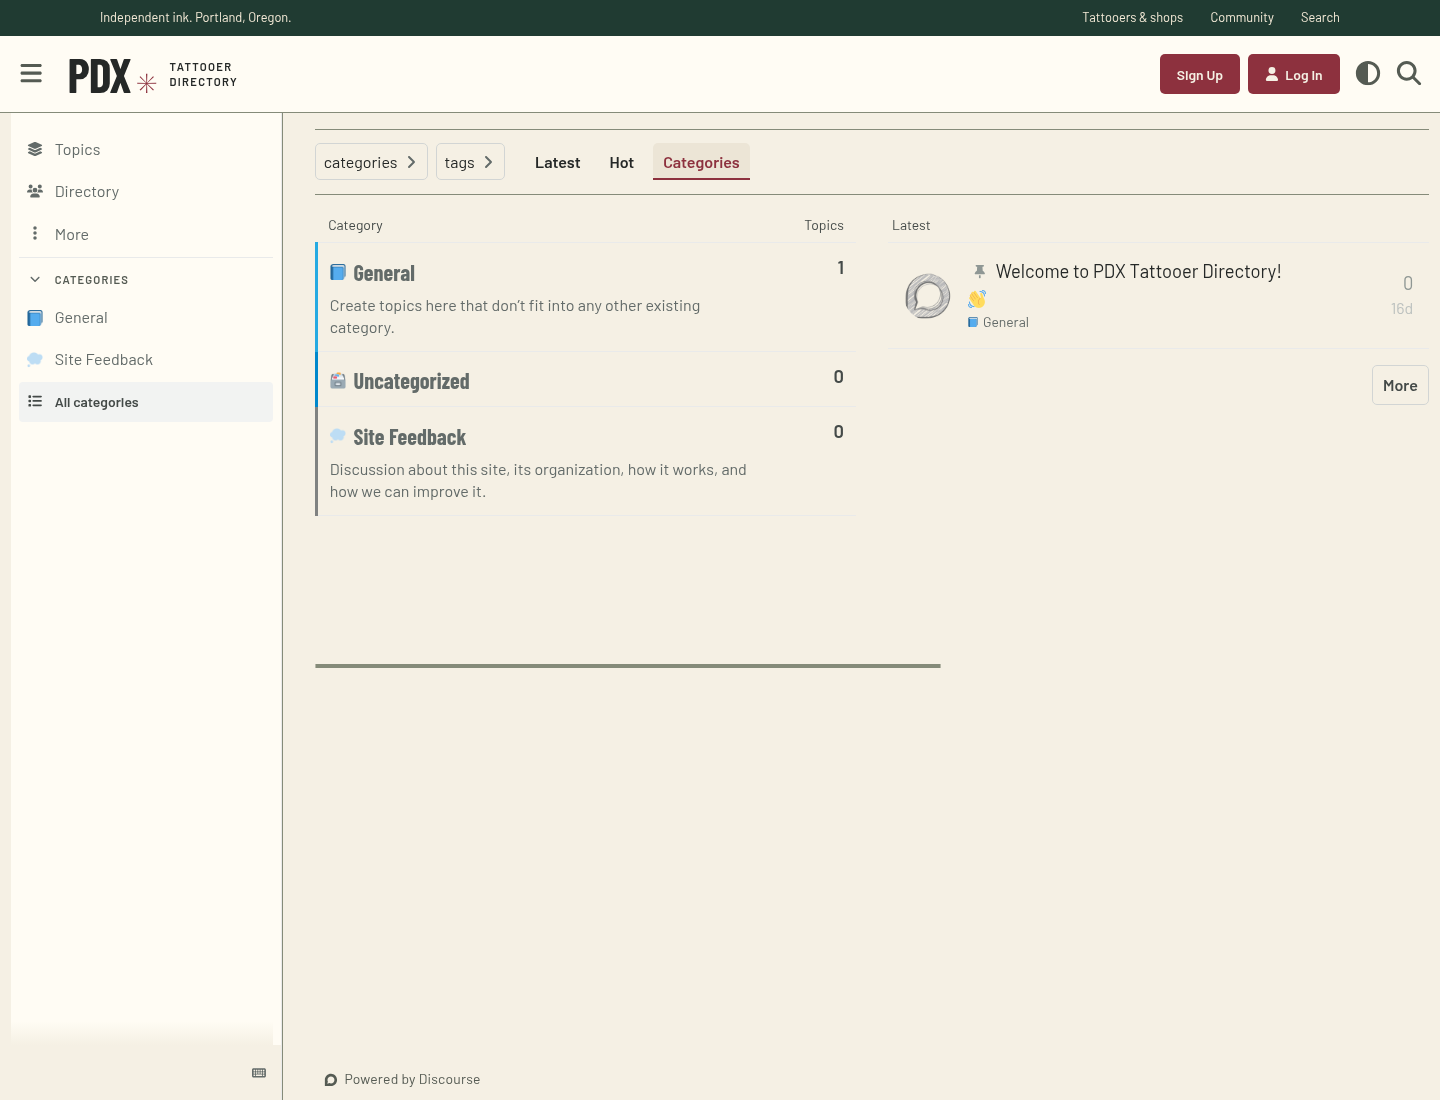 Independent ink. Portland, Oregon.
Tattooers & shops
Community
Search
PDX
TATTOOER
DIRECTORY
Sign Up
Log In
Topics
Directory
More
CATEGORIES
General
Site Feedback
All categories
categories
tags
Latest
Hot
Categories
Category
Topics
General
1
Create topics here that don’t fit into any other existing
category.
Uncategorized
0
Site Feedback
0
Discussion about this site, its organization, how it works, and
how we can improve it.
Latest
Welcome to PDX Tattooer Directory!
General
0
16d
More
Powered by Discourse